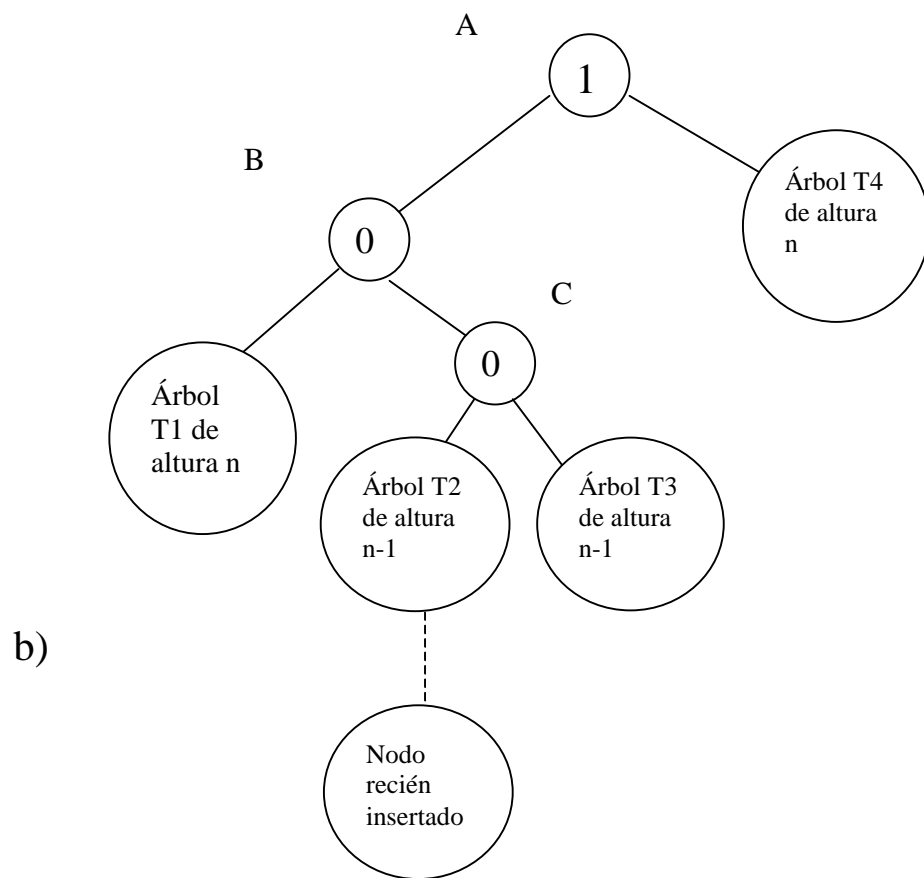 A
1
B
Árbol T4
de altura
n
0
C
0
Árbol
T1 de
altura n
Árbol T2
de altura
n-1
Árbol T3
de altura
n-1
b)
Nodo
recién
insertado